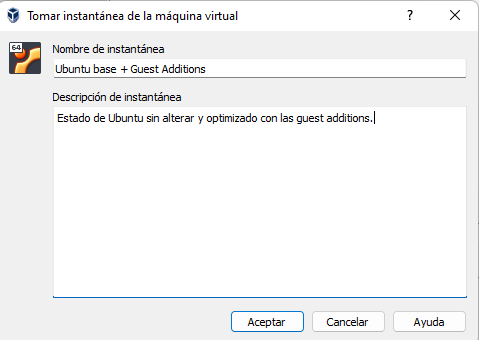 Tomar instantánea de la máquina virtual
?
64
Nombre de instantánea
Ubuntu base + Guest Additions
Descripción de instantánea
Estado de Ubuntu sin alterar y optimizado con las guest additions.
Aceptar
Cancelar
Ayuda